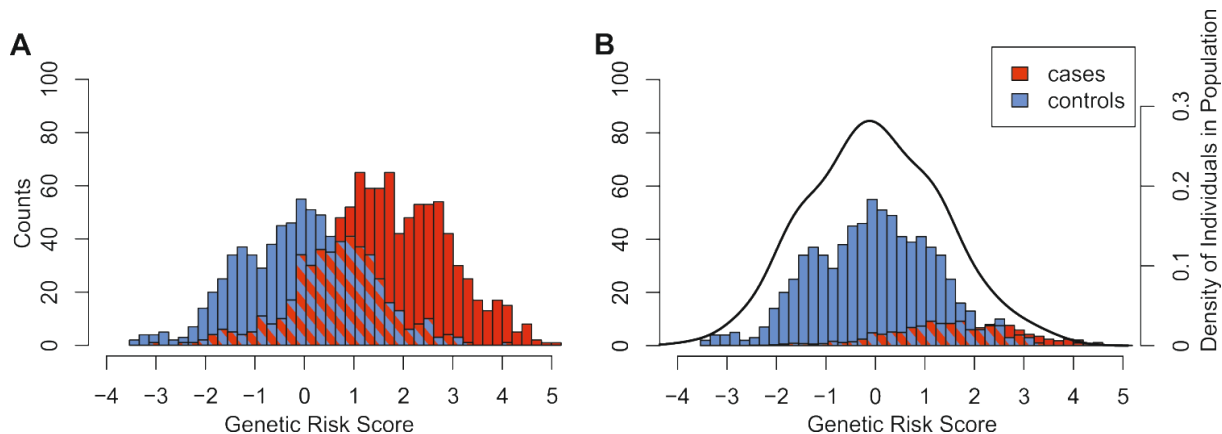 A
Counts
100
80
60
40
20
0
−4 −3 −2 −1 0 1 2 3 4 5
Genetic Risk Score
B
cases
controls
100
80
60
40
20
0
−4 −3 −2 −1 0 1 2 3 4 5
Genetic Risk Score
0.3
0.2
0.1
0
Density of Individuals in Population